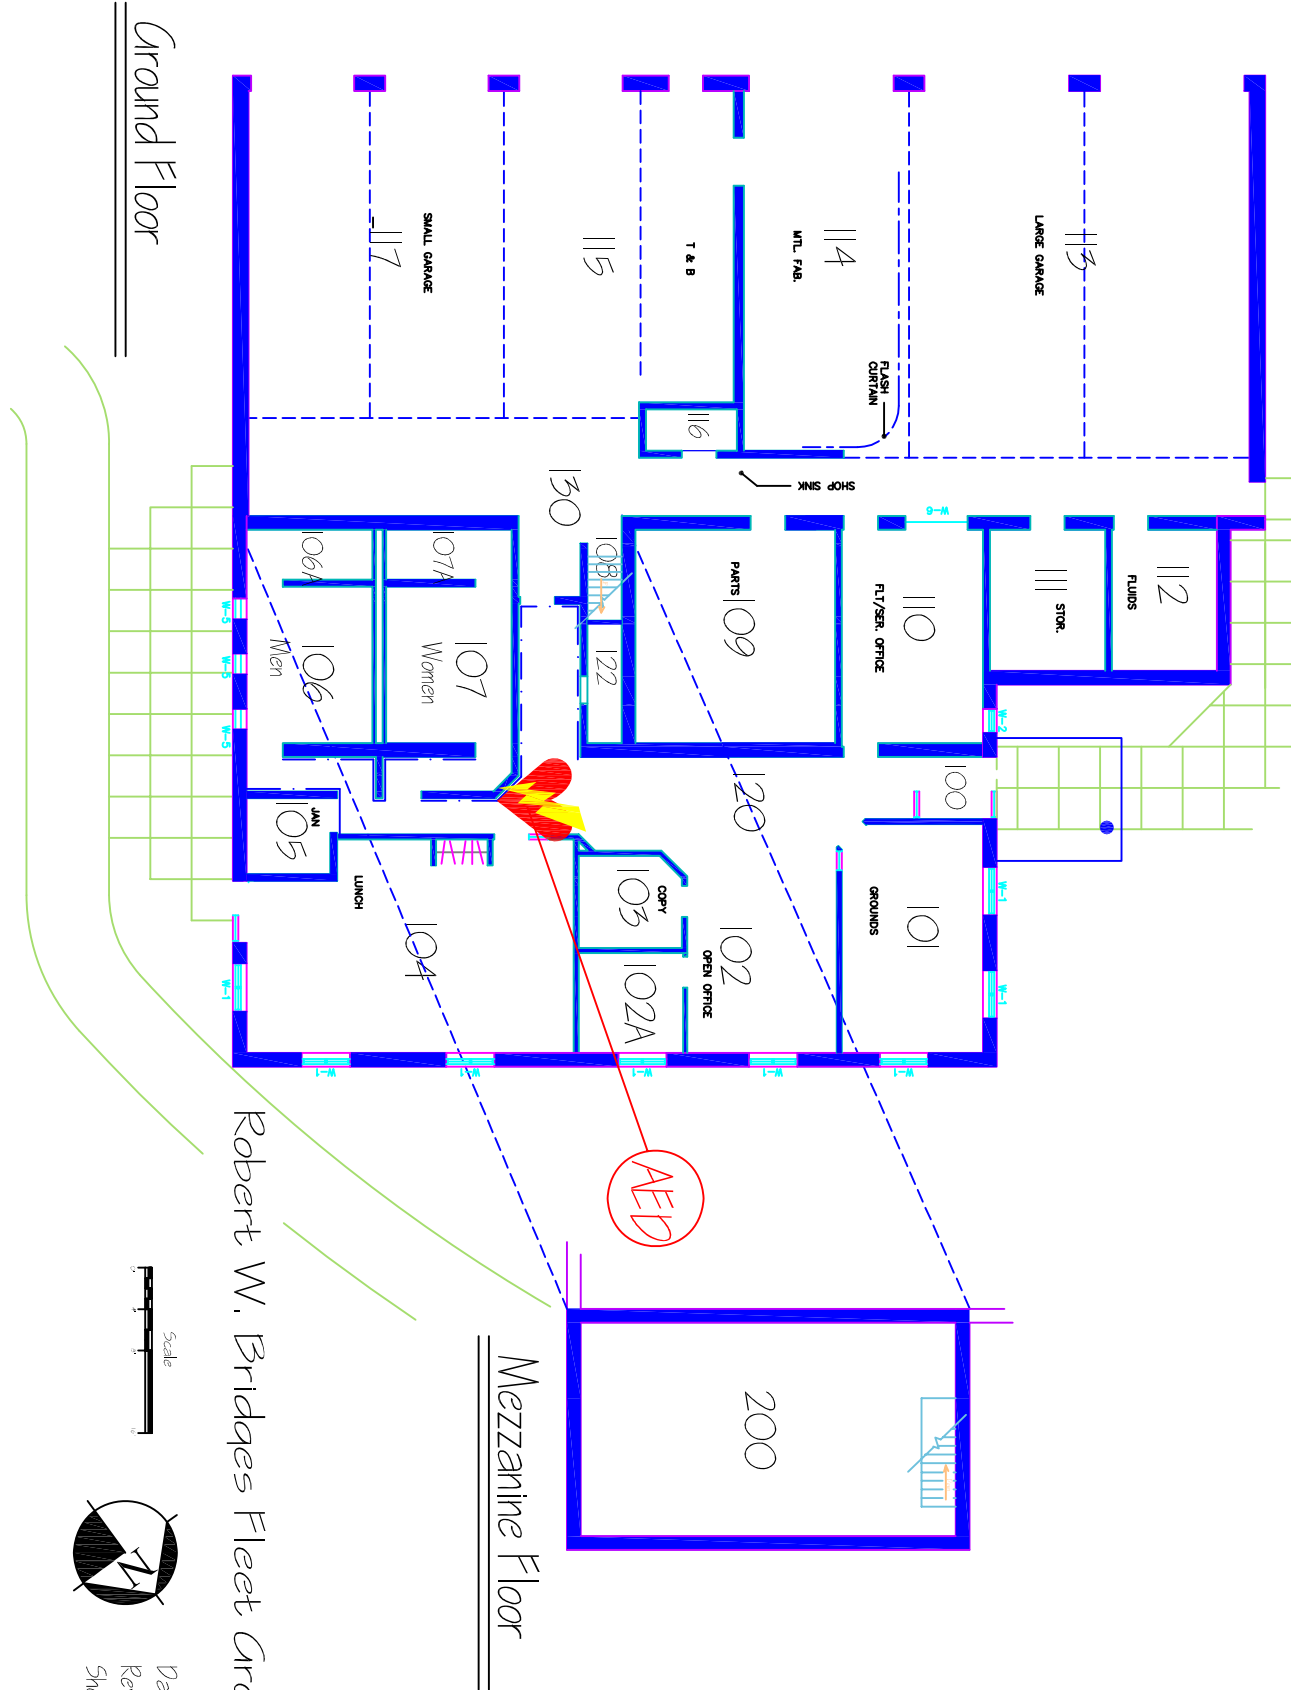 Ground Floor
113
LARGE GARAGE
114
MTL. FAB.
FLASH
CURTAIN
T & B
115
SMALL GARAGE
117
116
SHOP SINK
130
W-6
112
FLUIDS
111
STOR.
110
FLT/SER. OFFICE
109
PARTS
108
122
107A
107
Women
106A
106
Men
W-5
W-5
W-5
W-2
100
120
JAN
105
LUNCH
104
COPY
103
102
OPEN OFFICE
102A
101
GROUNDS
W-1
W-1
W-1
W-1
W-1
W-1
W-1
W-1
AED
200
Mezzanine Floor
Robert W. Bridges Fleet
Scale
N